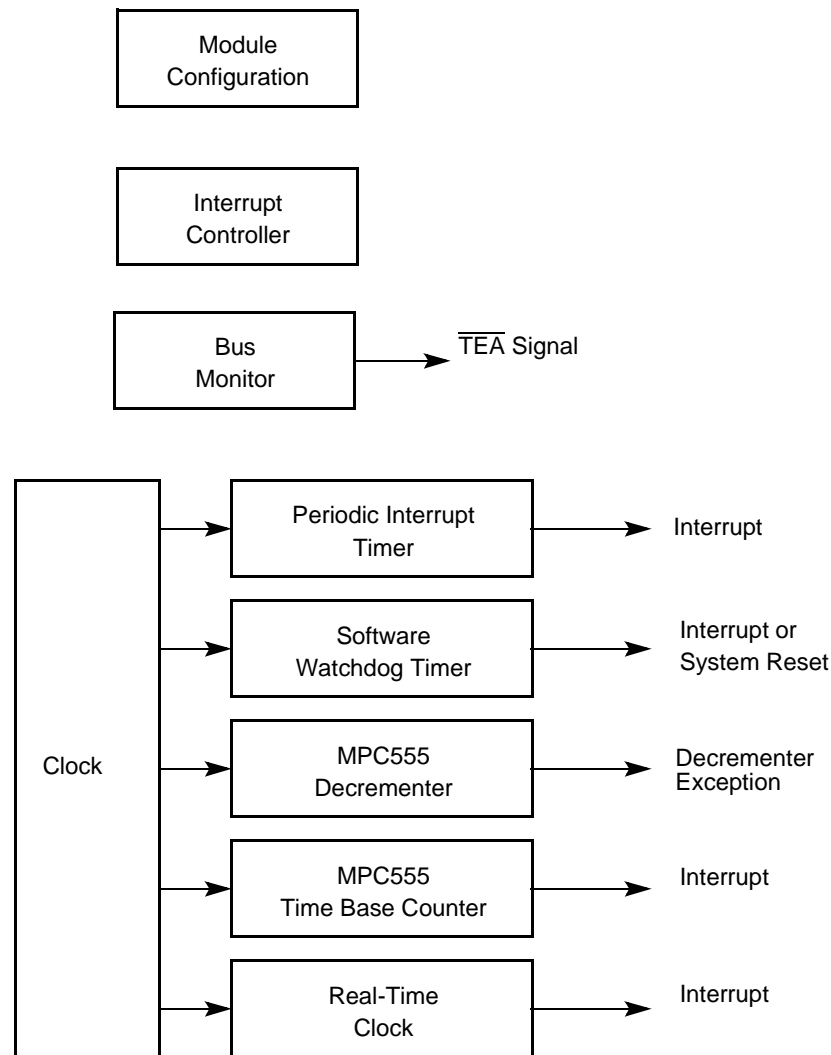 Module
Configuration
Interrupt
Controller
Bus
Monitor
TEA Signal
Periodic Interrupt
Timer
Interrupt
Software
Watchdog Timer
Interrupt or
System Reset
Clock
MPC555
Decrementer
Decrementer
Exception
MPC555
Time Base Counter
Interrupt
Real-Time
Clock
Interrupt